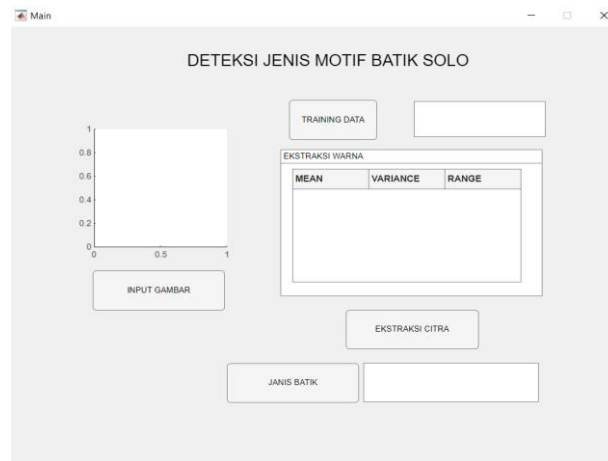 Main
DETEKSI JENIS MOTIF BATIK SOLO
TRAINING DATA
EKSTRAKSI WARNA
MEAN VARIANCE RANGE
1
0.8
0.6
0.4
0.2
0
0 0.5 1
INPUT GAMBAR
EKSTRAKSI CITRA
JANIS BATIK